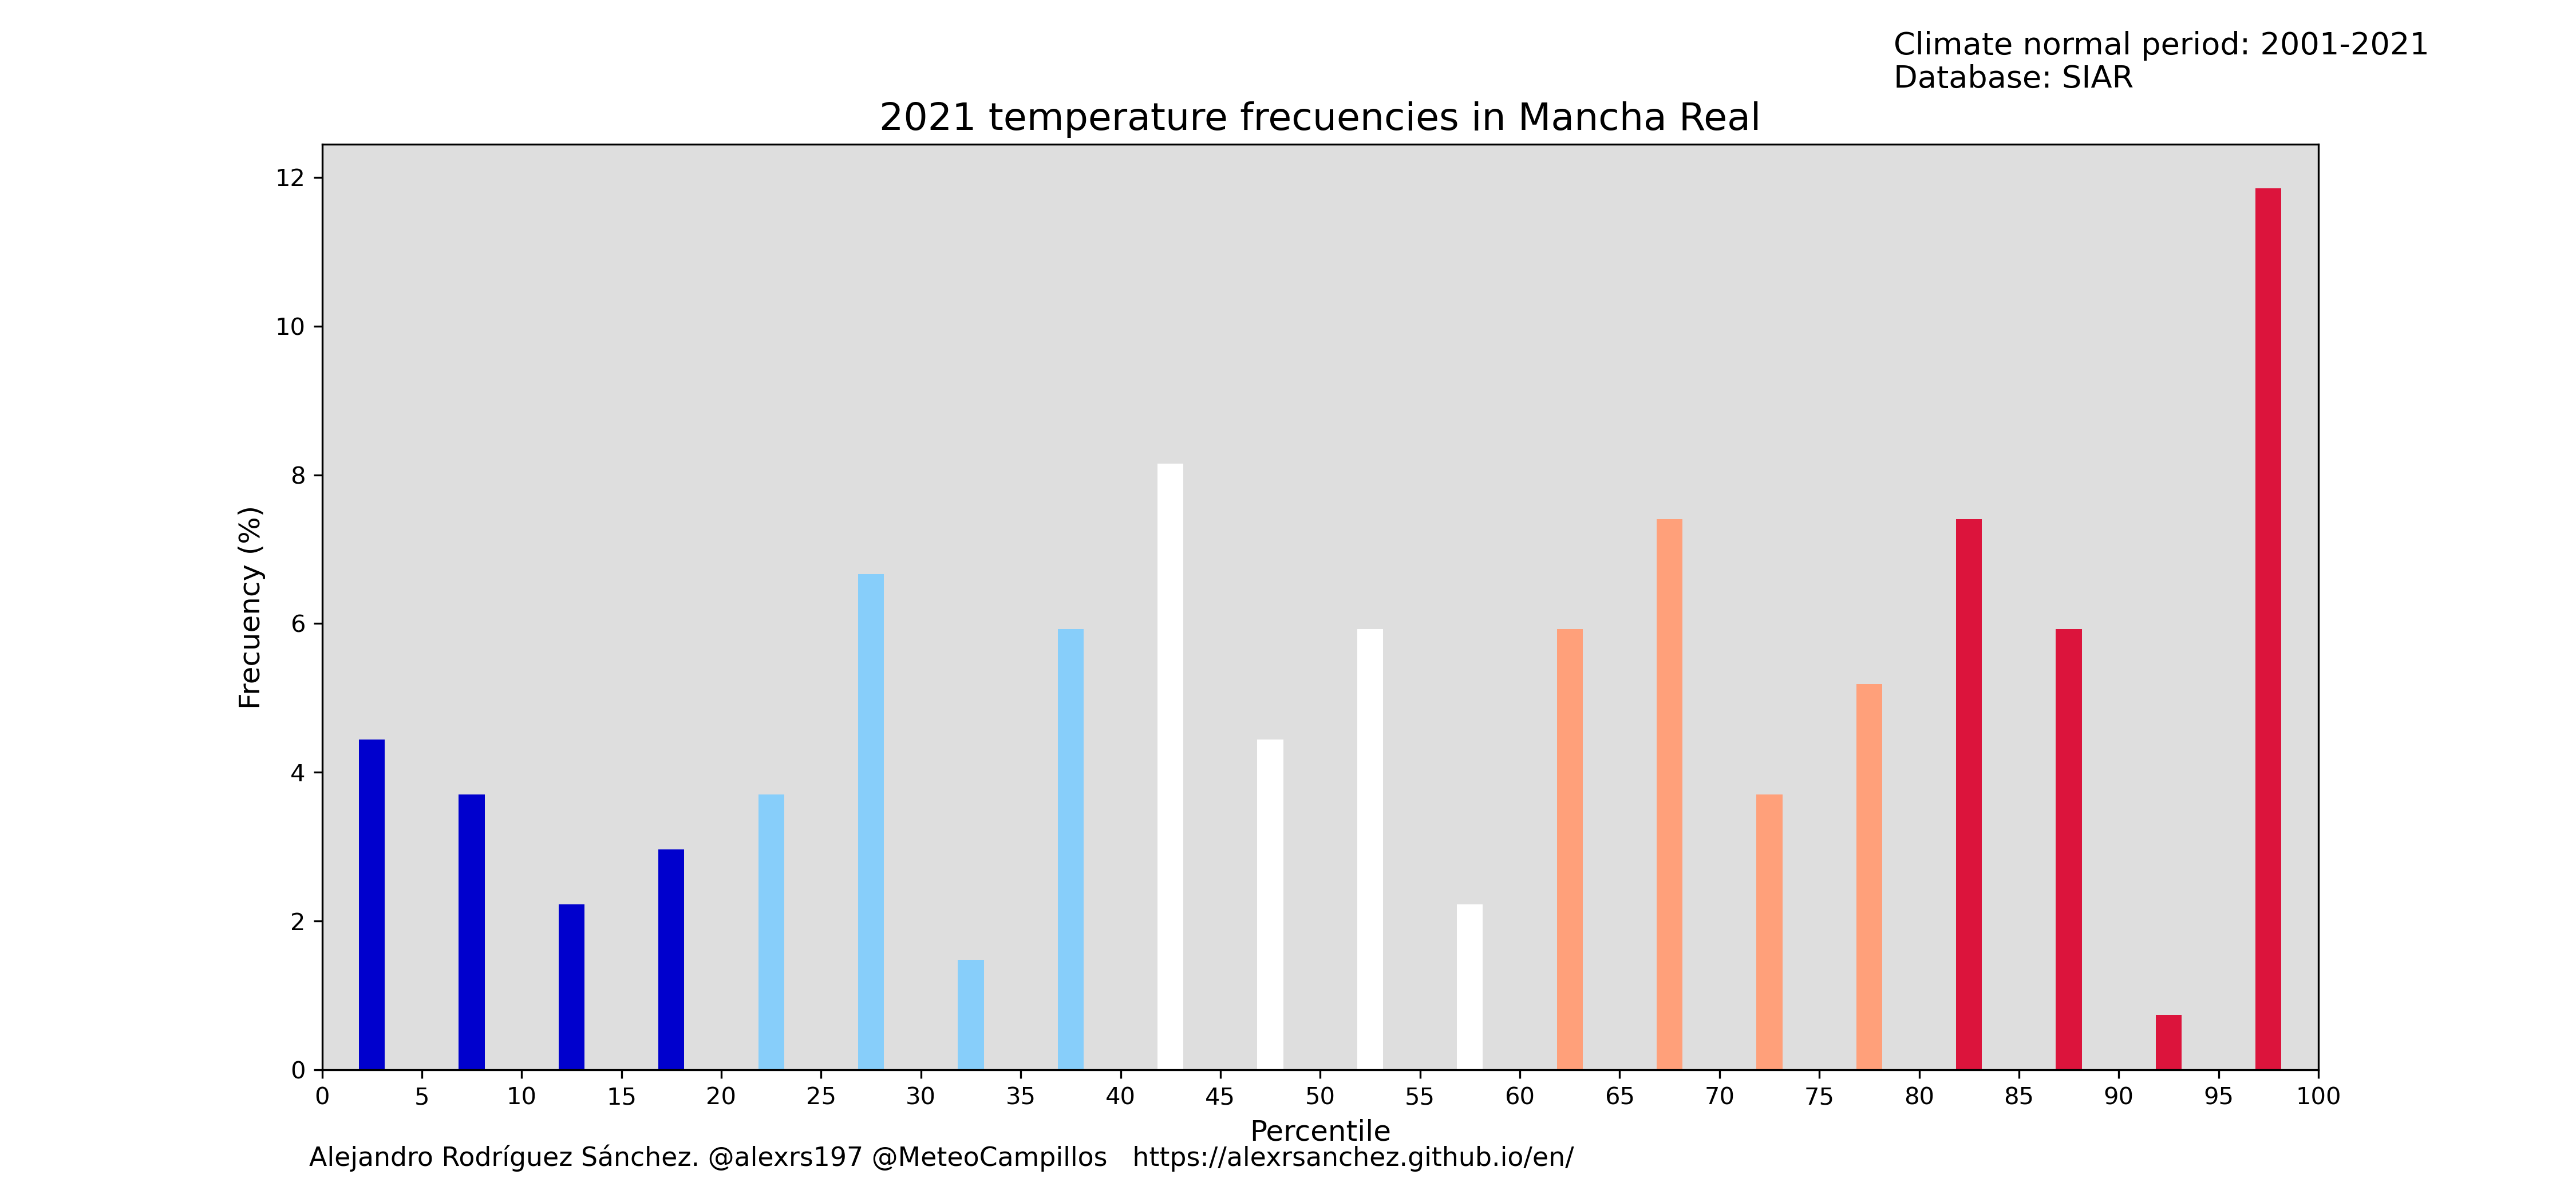 Climate normal period: 2001-2021
Database: SIAR
2021 temperature frecuencies in Mancha Real
12
10
8
6
4
2
0
Frecuency (%)
0 5 10 15 20 25 30 35 40 45 50 55 60 65 70 75 80 85 90 95 100
Percentile
Alejandro Rodríguez Sánchez. @alexrs197 @MeteoCampillos https://alexrsanchez.github.io/en/